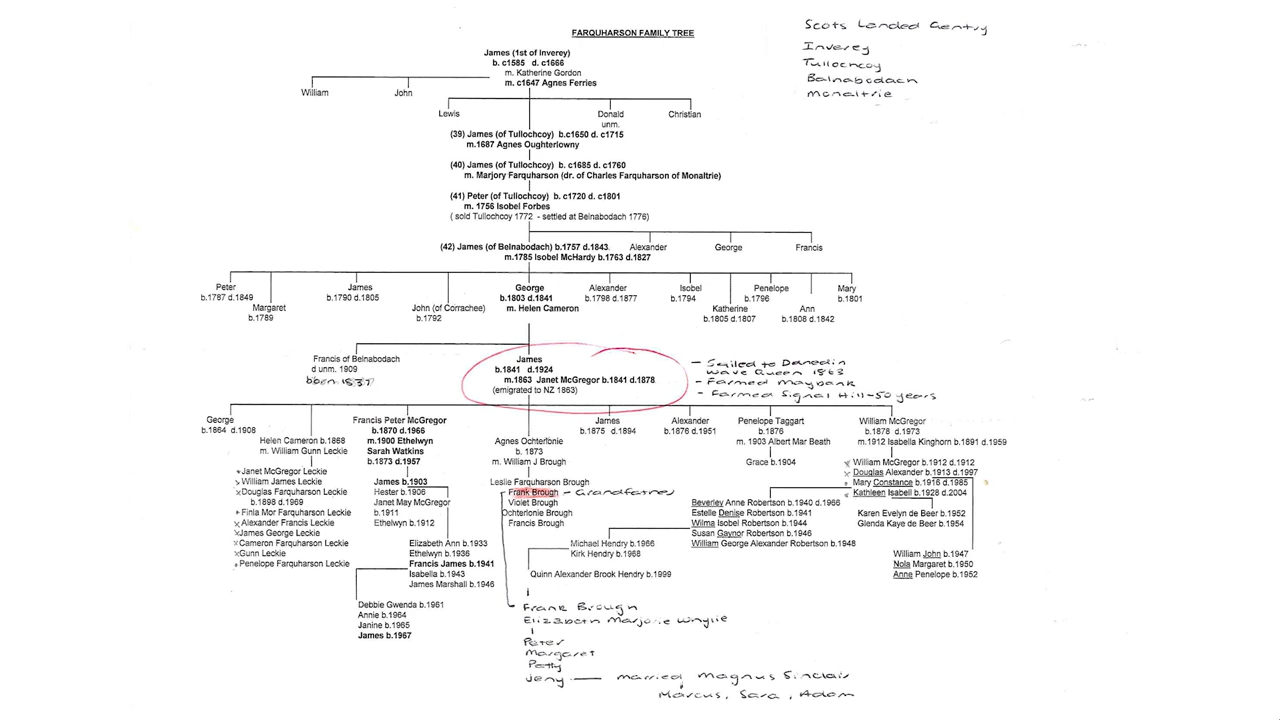 FARQUHARSON FAMILY TREE
Scots Landed Gentry
Inverey
Tullochcoy
Balnabodach
Monaltrie
James (1st of Inverey)
b. c1585 d. c1666
m. Katherine Gordon
m. c1647 Agnes Ferries
William
John
Lewis
Donald
unm.
Christian
(39) James (of Tullochcoy) b.c1650 d. c1715
m.1687 Agnes Oughterlowny
(40) James (of Tullochcoy) b. c1685 d. c1760
m. Marjory Farquharson (dr. of Charles Farquharson of Monaltrie)
(41) Peter (of Tullochcoy) b. c1720 d. c1801
m. 1756 Isobel Forbes
( sold Tullochcoy 1772 - settled at Belnabodach 1776)
(42) James (of Belnabodach) b.1757 d.1843.
m.1785 Isobel McHardy b.1763 d.1827
Alexander
George
Francis
Peter
b.1787 d.1849
Margaret
b.1789
James
b.1790 d.1805
John (of Corrachee)
b.1792
George
b.1803 d.1841
m. Helen Cameron
Alexander
b.1798 d.1877
Isobel
b.1794
Katherine
b.1805 d.1807
Penelope
b.1796
Ann
b.1808 d.1842
Mary
b.1801
Francis of Belnabodach
d unm. 1909
born 1837
James
b.1841 d.1924
m.1863 Janet McGregor b.1841 d.1878
(emigrated to NZ 1863)
- Sailed to Dunedin
Wave Queen 1863
- Farmed Maybank
- Farmed Signal Hill - 50 years
George
b.1864 d.1908
Helen Cameron b.1868
m. William Gunn Leckie
Janet McGregor Leckie
William James Leckie
Douglas Farquharson Leckie
b.1898 d.1969
Finla Mor Farquharson Leckie
Alexander Francis Leckie
James George Leckie
Cameron Farquharson Leckie
Gunn Leckie
Penelope Farquharson Leckie
Francis Peter McGregor
b.1870 d.1966
m.1900 Ethelwyn
Sarah Watkins
b.1873 d.1957
James b.1903
Hester b.1906
Janet May McGregor
b.1911
Ethelwyn b.1912
Elizabeth Ann b.1933
Ethelwyn b.1936
Francis James b.1941
Isabella b.1943
James Marshall b.1946
Debbie Gwenda b.1961
Annie b.1964
Janine b.1965
James b.1967
Agnes Ochterlonie
b. 1873
m. William J Brough
Leslie Farquharson Brough
Frank Brough - Grandfather
Violet Brough
Ochterlonie Brough
Francis Brough
James
b.1875 d.1894
Alexander
b.1876 d.1951
Penelope Taggart
b.1876
m. 1903 Albert Mar Beath
Grace b.1904
William McGregor
b.1878 d.1973
m.1912 Isabella Kinghorn b.1891 d.1959
William McGregor b.1912 d.1912
Douglas Alexander b.1913 d.1997
Mary Constance b.1916 d.1985
Kathleen Isabell b.1928 d.2004
Beverley Anne Robertson b.1940 d.1966
Estelle Denise Robertson b.1941
Wilma Isobel Robertson b.1944
Susan Gaynor Robertson b.1946
William George Alexander Robertson b.1948
Karen Evelyn de Beer b.1952
Glenda Kaye de Beer b.1954
Michael Hendry b.1966
Kirk Hendry b.1968
Quinn Alexander Brook Hendry b.1999
William John b.1947
Nola Margaret b.1950
Anne Penelope b.1952
Frank Brough
Elizabeth Marjorie Whyllie
Peter
Margaret
Patty
Jeny — married Magnus Sinclair
Marcus, Sara, Adam